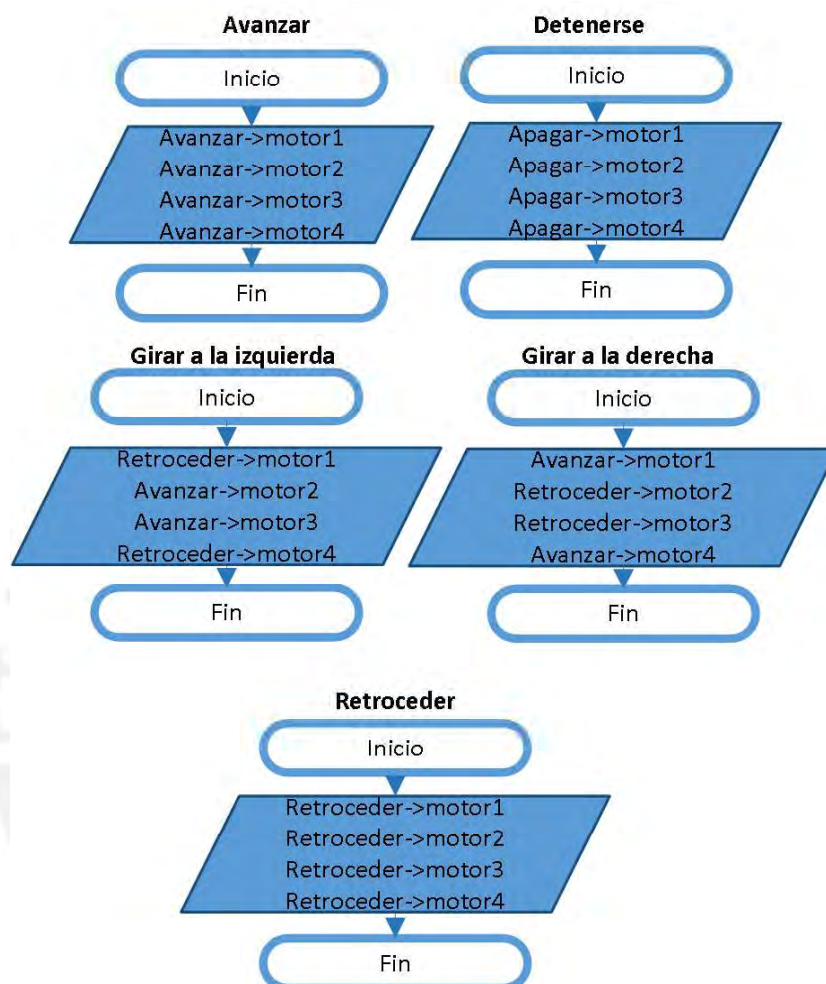 Avanzar
Inicio
Avanzar->motor1
Avanzar->motor2
Avanzar->motor3
Avanzar->motor4
Fin
Detenerse
Inicio
Apagar->motor1
Apagar->motor2
Apagar->motor3
Apagar->motor4
Fin
Girar a la izquierda
Inicio
Retroceder->motor1
Avanzar->motor2
Avanzar->motor3
Retroceder->motor4
Fin
Girar a la derecha
Inicio
Avanzar->motor1
Retroceder->motor2
Retroceder->motor3
Avanzar->motor4
Fin
Retroceder
Inicio
Retroceder->motor1
Retroceder->motor2
Retroceder->motor3
Retroceder->motor4
Fin